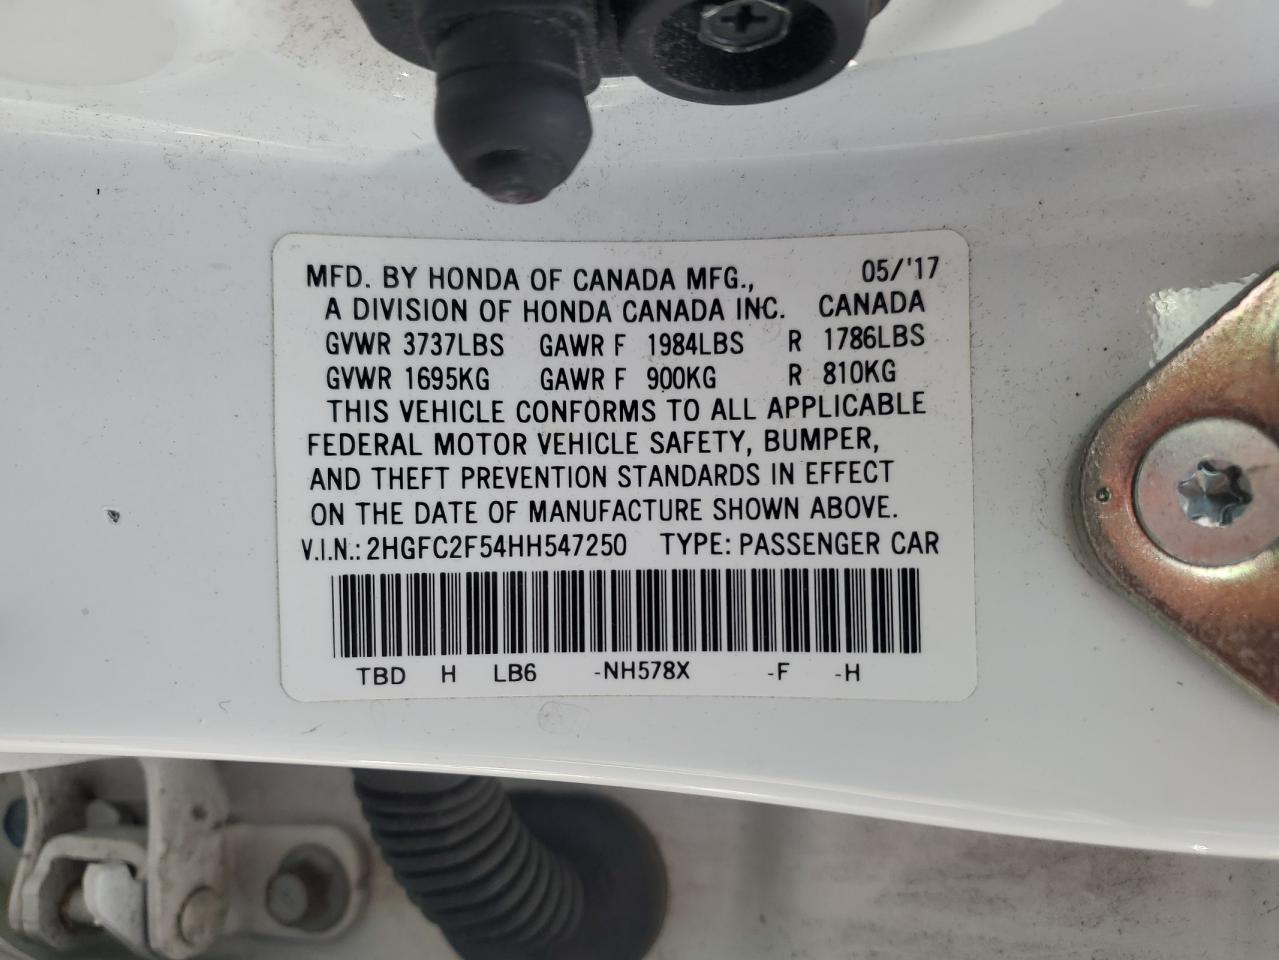 MFD. BY HONDA OF CANADA MFG., 05/'17
A DIVISION OF HONDA CANADA INC. CANADA
GVWR 3737LBS GAWR F 1984LBS R 1786LBS
GVWR 1695KG GAWR F 900KG R 810KG
THIS VEHICLE CONFORMS TO ALL APPLICABLE
FEDERAL MOTOR VEHICLE SAFETY, BUMPER,
AND THEFT PREVENTION STANDARDS IN EFFECT
ON THE DATE OF MANUFACTURE SHOWN ABOVE.
V.I.N.: 2HGFC2F54HH547250 TYPE: PASSENGER CAR
TBD H LB6 -NH578X -F -H